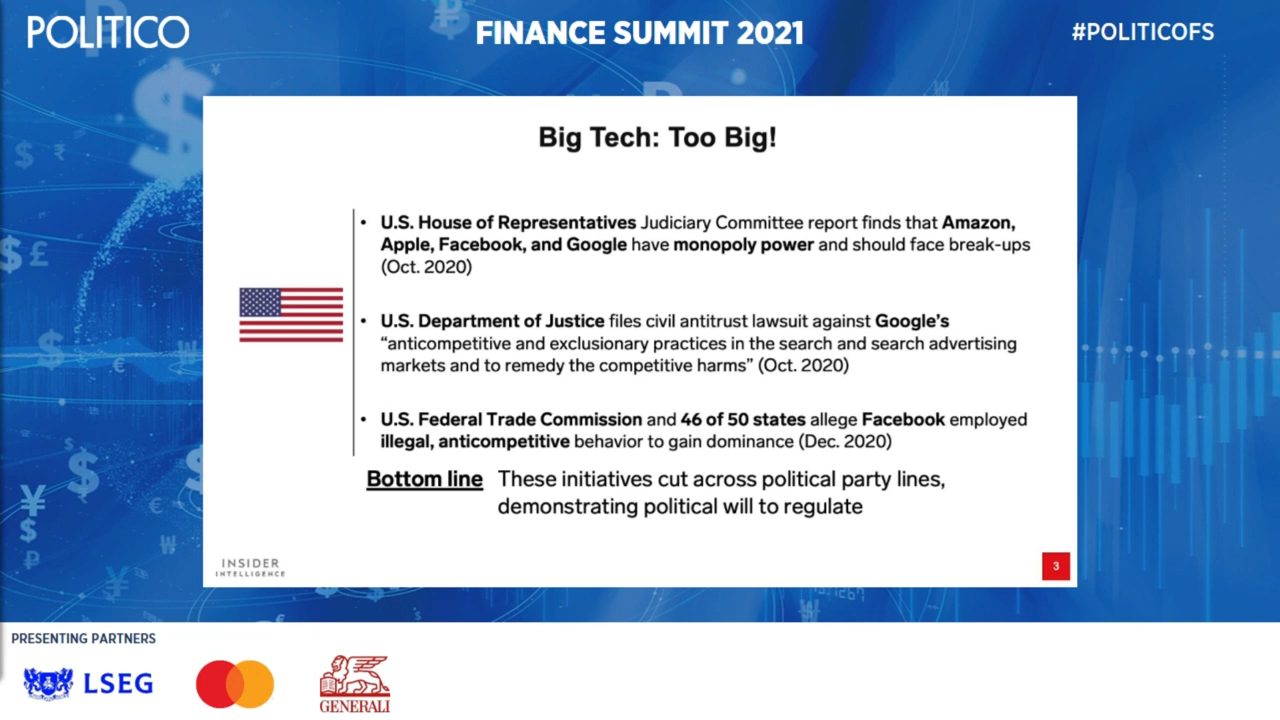 POLITICO
FINANCE SUMMIT 2021
#POLITICOFS
Big Tech: Too Big!
• U.S. House of Representatives Judiciary Committee report finds that Amazon,
Apple, Facebook, and Google have monopoly power and should face break-ups
(Oct. 2020)
• U.S. Department of Justice files civil antitrust lawsuit against Google’s
“anticompetitive and exclusionary practices in the search and search advertising
markets and to remedy the competitive harms” (Oct. 2020)
• U.S. Federal Trade Commission and 46 of 50 states allege Facebook employed
illegal, anticompetitive behavior to gain dominance (Dec. 2020)
Bottom line These initiatives cut across political party lines,
demonstrating political will to regulate
INSIDER
INTELLIGENCE
3
PRESENTING PARTNERS
LSEG
GENERALI